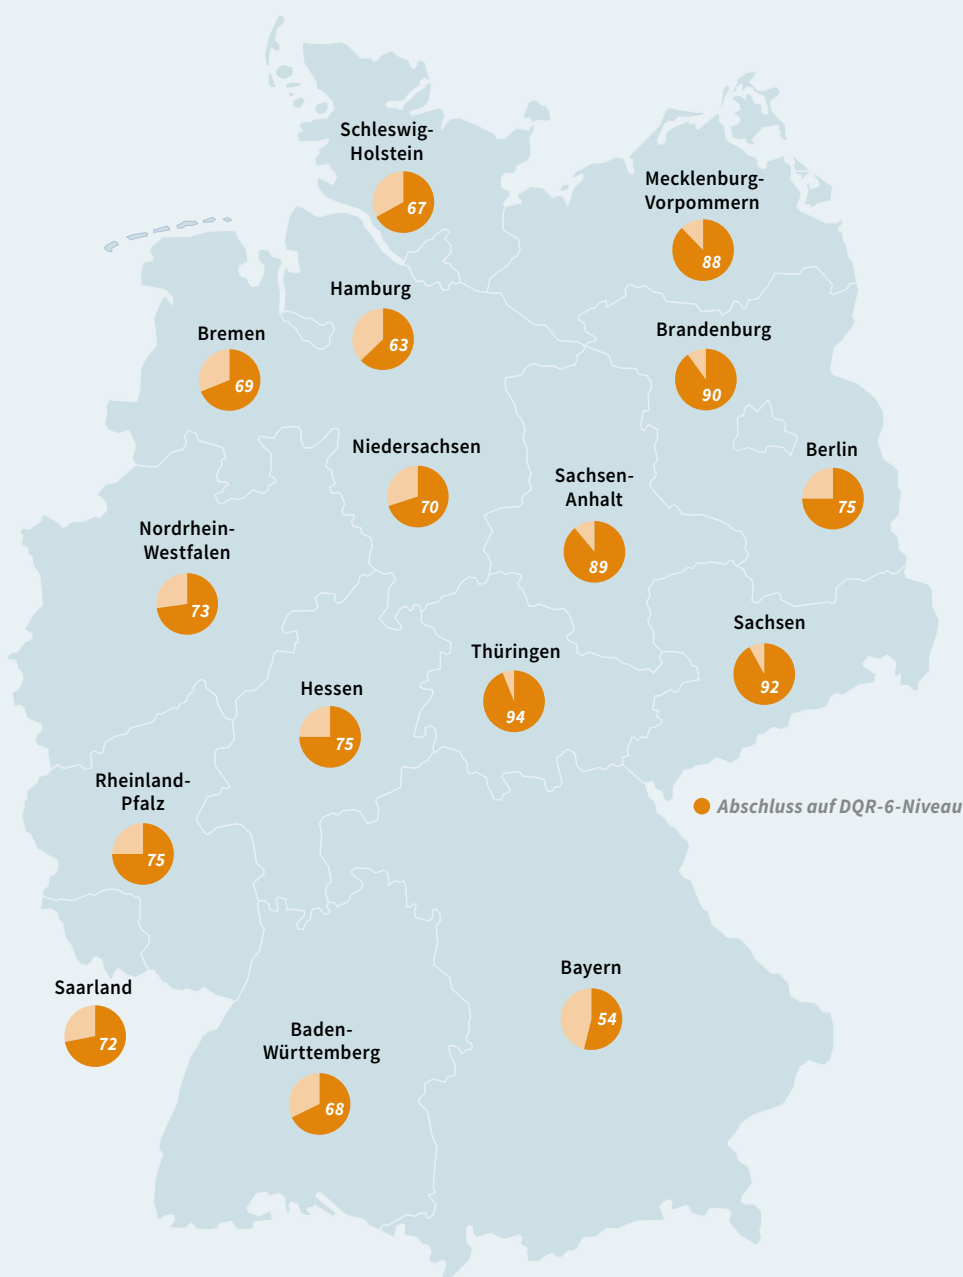 Schleswig-
Holstein
67
Mecklenburg-
Vorpommern
88
Hamburg
63
Bremen
69
Brandenburg
90
Niedersachsen
70
Berlin
75
Sachsen-
Anhalt
89
Nordrhein-
Westfalen
73
Sachsen
92
Thüringen
94
Hessen
75
Rheinland-
Pfalz
75
Abschluss auf DQR-6-Niveau
Bayern
54
Saarland
72
Baden-
Württemberg
68